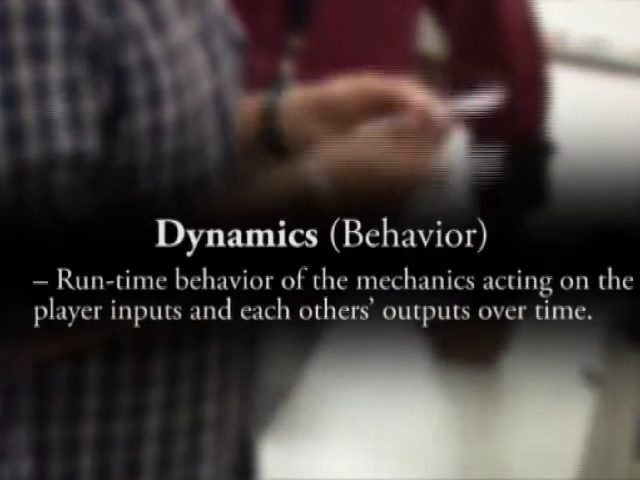 Dynamics (Behavior)
– Run-time behavior of the mechanics acting on the
player inputs and each others’ outputs over time.